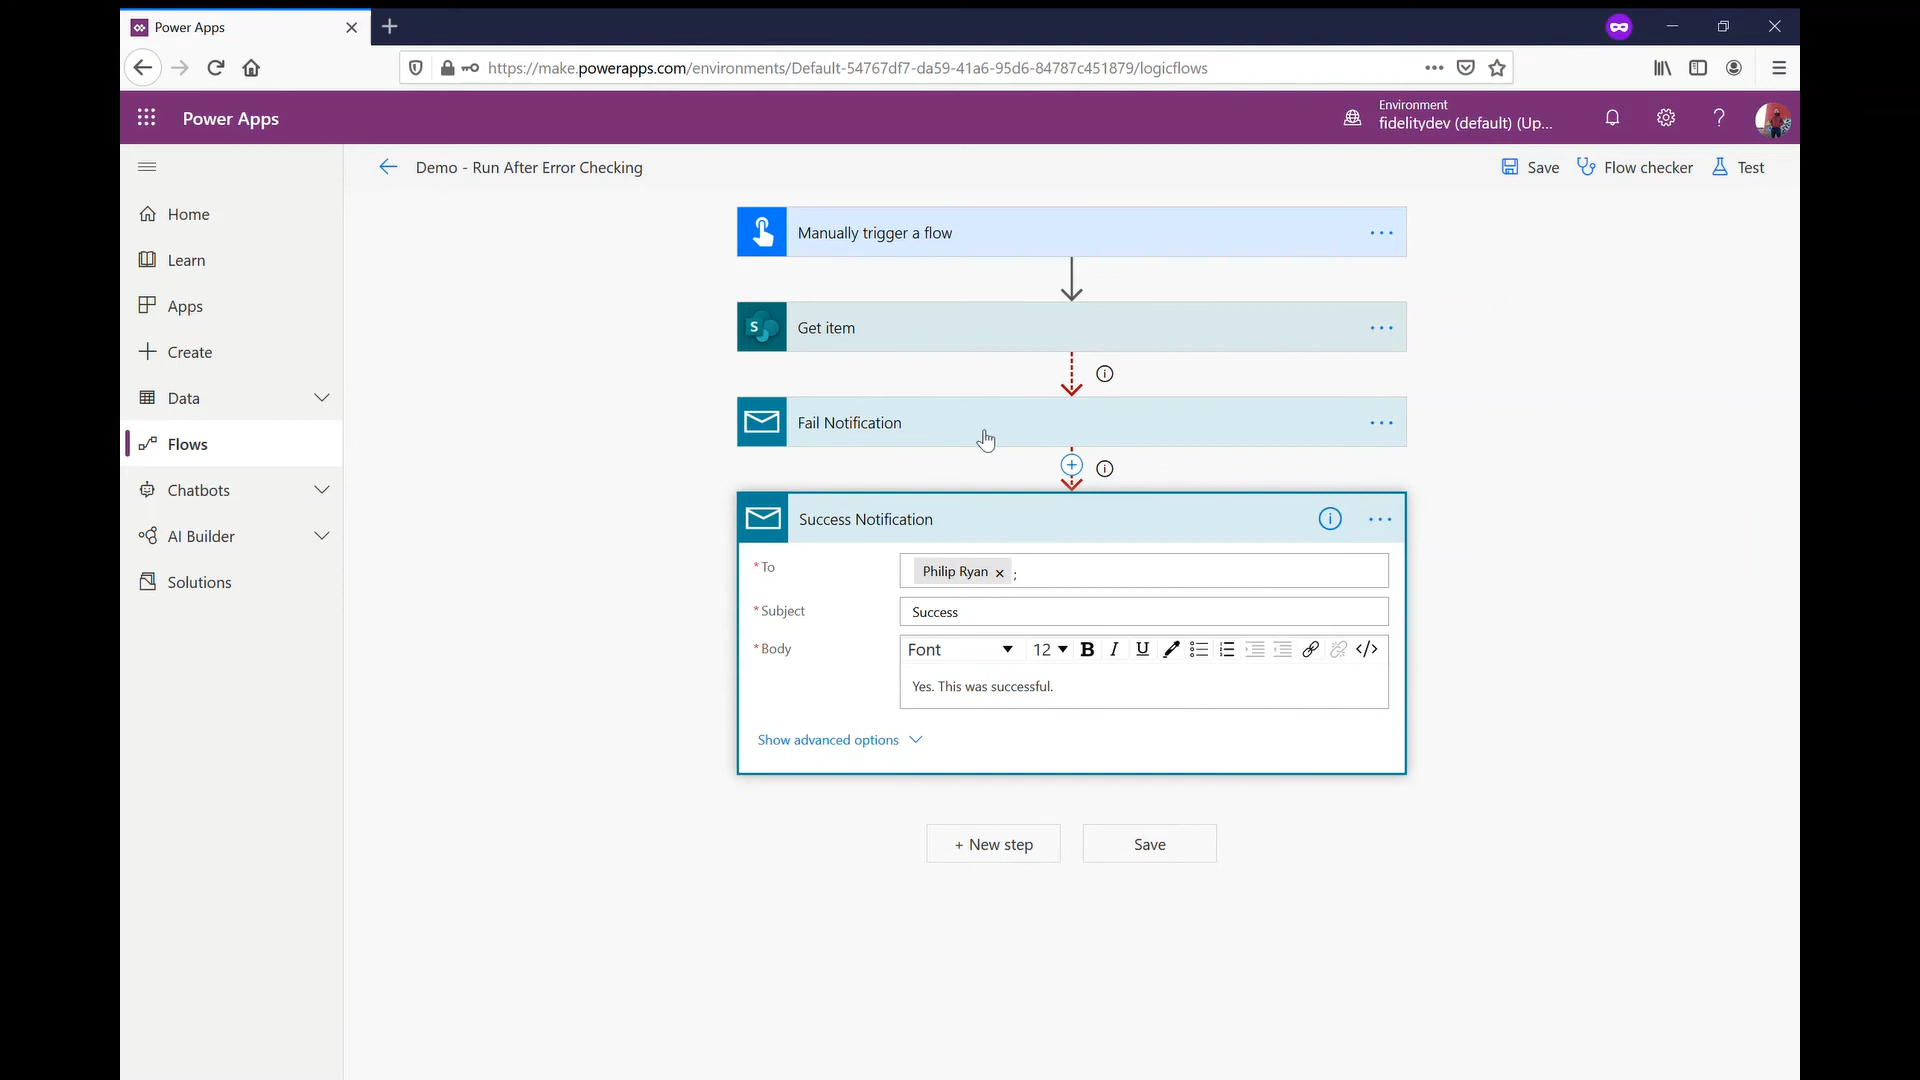 Power Apps
https://make.powerapps.com/environments/Default-54767df7-da59-41a6-95d6-84787c451879/logicflows
Power Apps
Environment
fidelitydev (default) (Up...
Demo - Run After Error Checking
Save
Flow checker
Test
Home
Learn
Apps
Create
Data
Flows
Chatbots
AI Builder
Solutions
Manually trigger a flow
Get item
Fail Notification
Success Notification
* To
Philip Ryan × ;
* Subject
Success
* Body
Font 12 B I U </>
Yes. This was successful.
Show advanced options
+ New step
Save